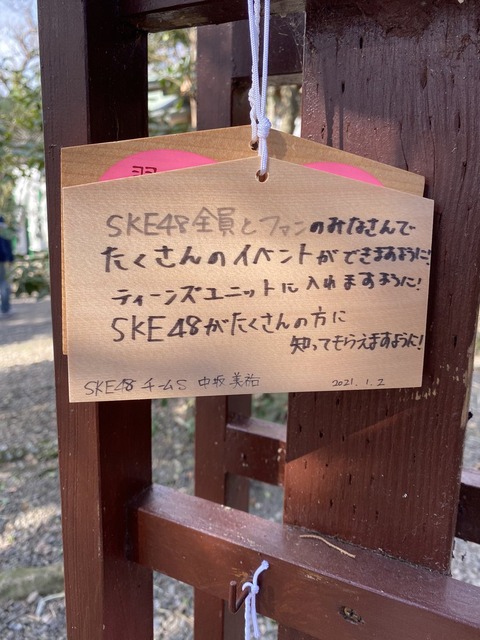 SKE48全員とファンのみなさんで
たくさんのイベントができますように!
ティーンズユニットに入れますように!
SKE48がたくさんの方に
知ってもらえますように!
SKE48 チームS 中坂美祐 2021.1.2